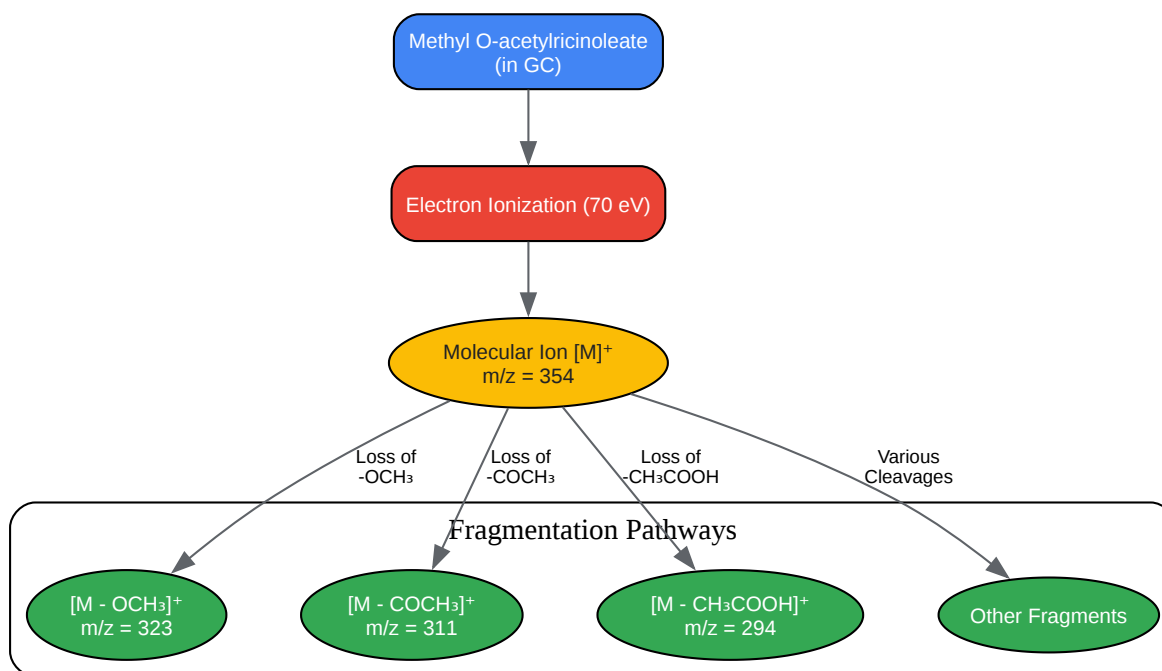 Methyl O-acetylricinoleate
(in GC)
Electron Ionization (70 eV)
Molecular Ion [M]⁺
m/z = 354
Loss of
-OCH₃
Loss of
-COCH₃
Loss of
-CH₃COOH
Various
Cleavages
Fragmentation Pathways
[M - OCH₃]⁺
m/z = 323
[M - COCH₃]⁺
m/z = 311
[M - CH₃COOH]⁺
m/z = 294
Other Fragments